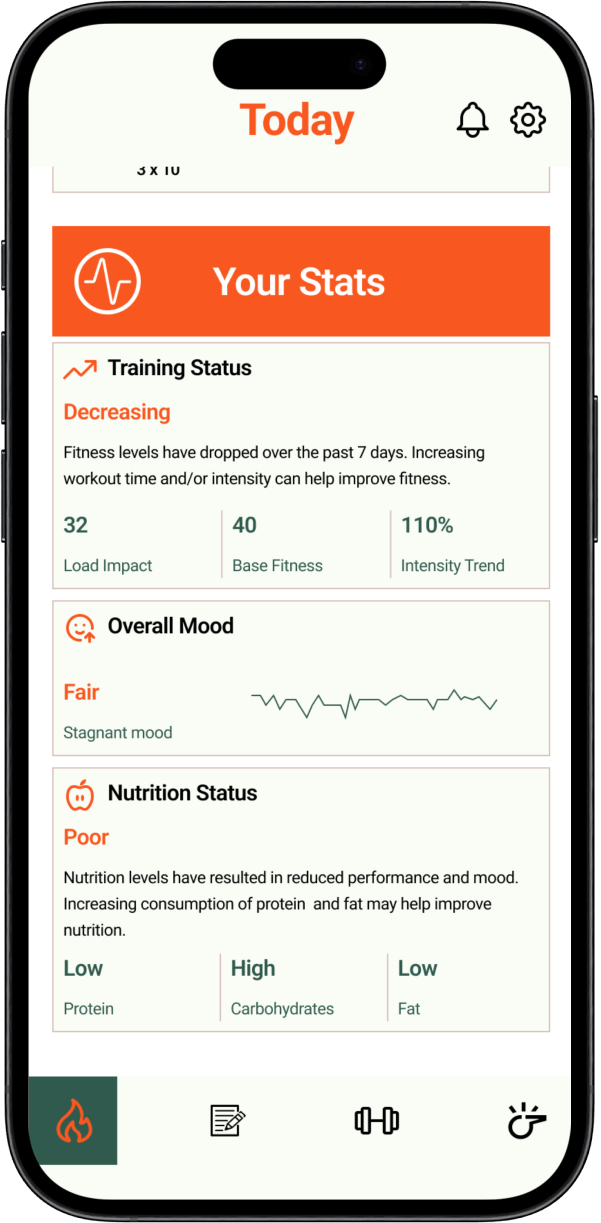 Today
3 x 10
Your Stats
Training Status
Decreasing
Fitness levels have dropped over the past 7 days. Increasing
workout time and/or intensity can help improve fitness.
32
40
110%
Load Impact
Base Fitness
Intensity Trend
Overall Mood
Fair
Stagnant mood
Nutrition Status
Poor
Nutrition levels have resulted in reduced performance and mood.
Increasing consumption of protein  and fat may help improve
nutrition.
Low
High
Low
Protein
Carbohydrates
Fat